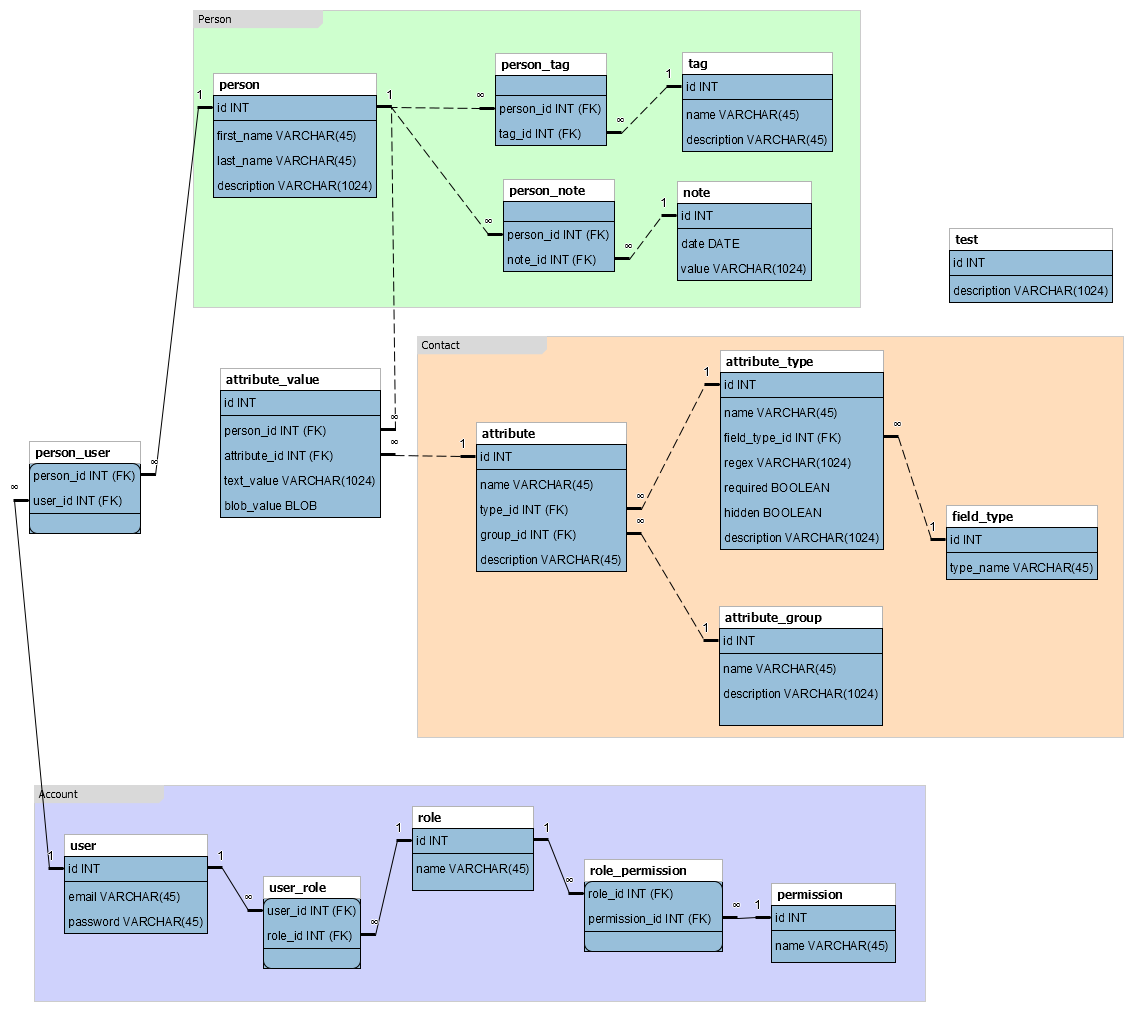 Person
person
1
id INT
1
first_name VARCHAR(45)
last_name VARCHAR(45)
description VARCHAR(1024)
person_tag
∞
person_id INT (FK)
tag_id INT (FK)
∞
tag
1
id INT
name VARCHAR(45)
description VARCHAR(45)
person_note
∞
person_id INT (FK)
note_id INT (FK)
∞
note
1
id INT
date DATE
value VARCHAR(1024)
test
id INT
description VARCHAR(1024)
Contact
attribute_value
id INT
person_id INT (FK)
∞
attribute_id INT (FK)
∞
text_value VARCHAR(1024)
blob_value BLOB
person_user
person_id INT (FK)
∞
user_id INT (FK)
∞
attribute
1
id INT
name VARCHAR(45)
type_id INT (FK)
∞
group_id INT (FK)
∞
description VARCHAR(45)
attribute_type
1
id INT
name VARCHAR(45)
field_type_id INT (FK)
∞
regex VARCHAR(1024)
required BOOLEAN
hidden BOOLEAN
description VARCHAR(1024)
field_type
1
id INT
type_name VARCHAR(45)
attribute_group
1
id INT
name VARCHAR(45)
description VARCHAR(1024)
Account
user
1
id INT
1
email VARCHAR(45)
password VARCHAR(45)
user_role
∞
user_id INT (FK)
role_id INT (FK)
∞
role
1
id INT
1
name VARCHAR(45)
role_permission
∞
role_id INT (FK)
permission_id INT (FK)
∞
permission
1
id INT
name VARCHAR(45)